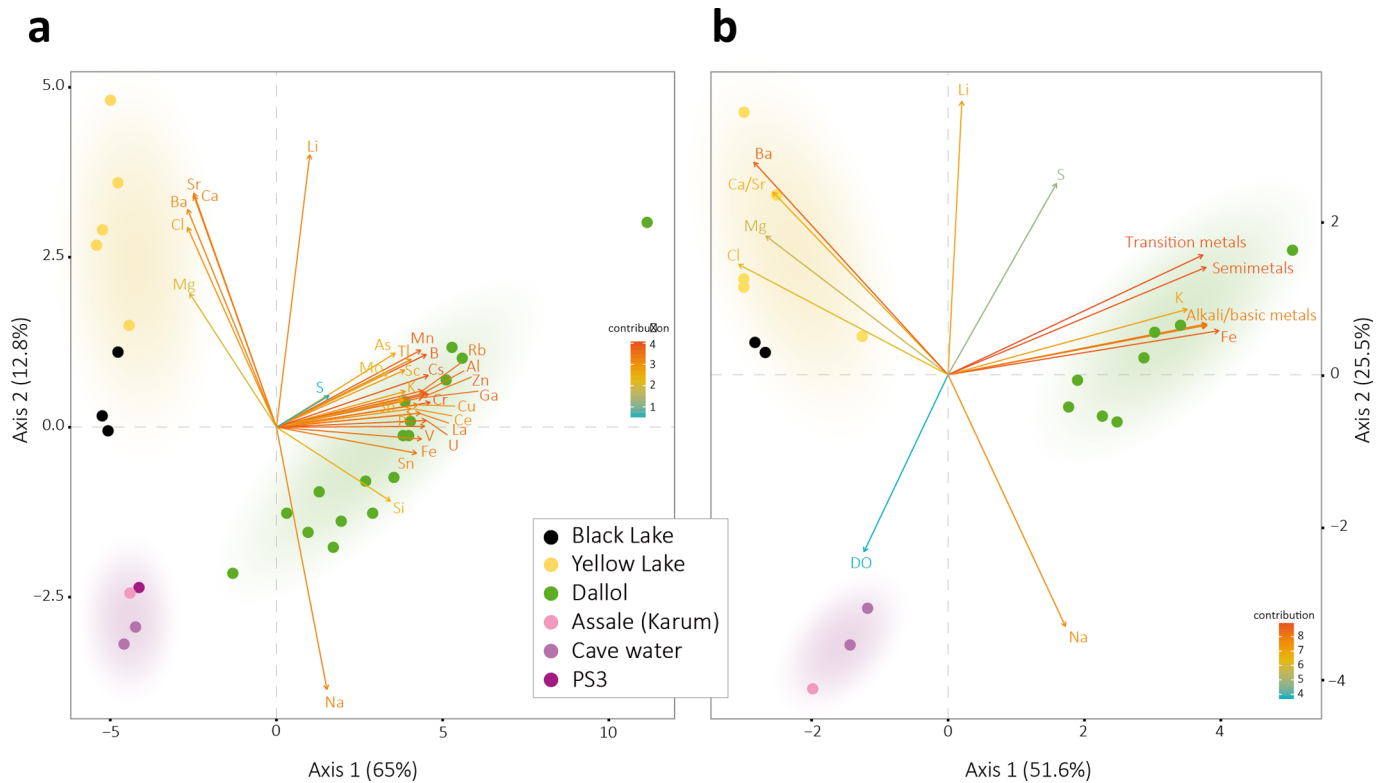 a
b
5.0
2.5
0.0
−2.5
Axis 2 (12.8%)
−5
0
5
10
Axis 1 (65%)
Li
Sr
Ca
Ba
Cl
Mg
As
Tl
Mn
B
Rb
Mo
Sc
Cs
Al
Zn
K
Ga
Cr
Cu
Ce
La
V
U
Fe
Sn
Si
S
Na
4
3
2
1
Black Lake
Yellow Lake
Dallol
Assale (Karum)
Cave water
PS3
Li
Ba
S
Ca/Sr
Mg
Cl
Transition metals
Semimetals
K
Alkali/basic metals
Fe
DO
Na
contribution
8
7
6
5
4
2
0
−2
−4
Axis 2 (25.5%)
−2
0
2
4
Axis 1 (51.6%)